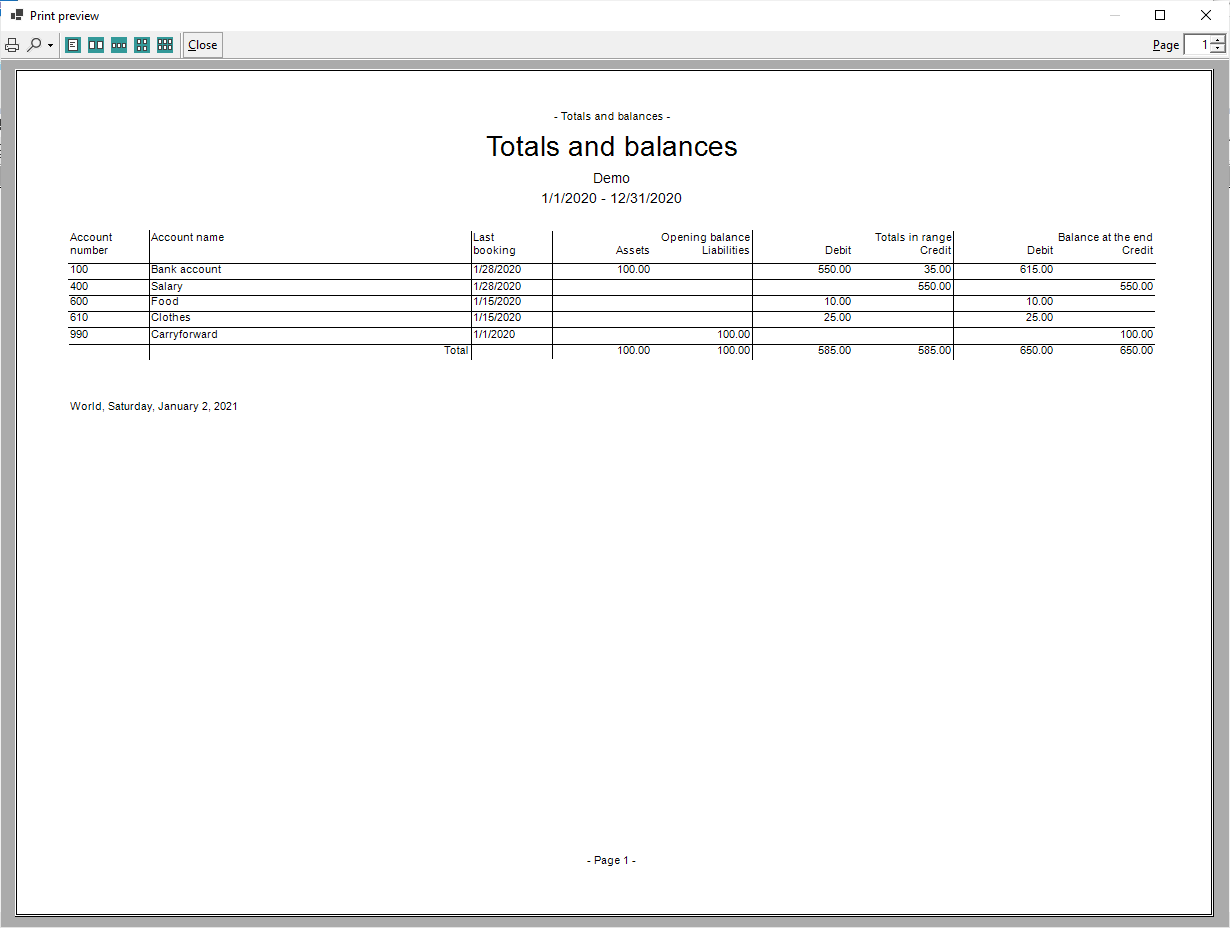 Print preview
Close
Page 1
- Totals and balances -
Totals and balances
Demo
1/1/2020 - 12/31/2020
Account Account name Last Opening balance Totals in range Balance at the end
number booking Assets Liabilities Debit Credit Debit Credit
100 Bank account 1/28/2020 100.00 550.00 35.00 615.00
400 Salary 1/28/2020 550.00 550.00
600 Food 1/15/2020 10.00 10.00
610 Clothes 1/15/2020 25.00 25.00
990 Carryforward 1/1/2020 100.00 100.00
Total 100.00 100.00 585.00 585.00 650.00 650.00
World, Saturday, January 2, 2021
- Page 1 -